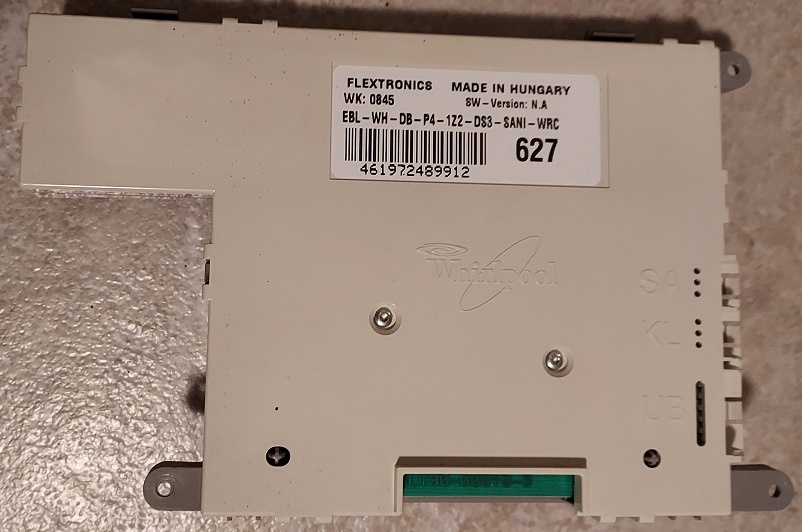 FLEXTRONICS MADE IN HUNGARY
WK: 0845 SW-Version: N.A
EBL-WH-DB-P4-1Z2-DS3-SANI-WRC
627
461972489912
Whirlpool
SA
KL
UB